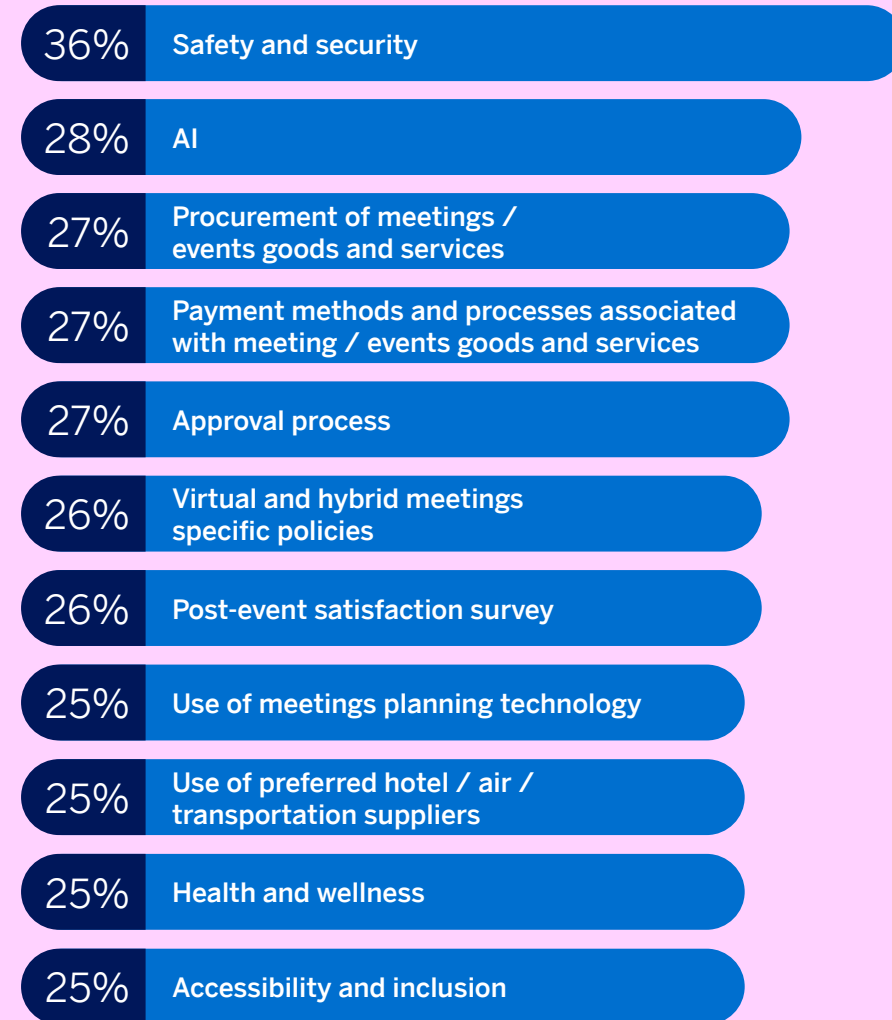 36% Safety and security
28% AI
27% Procurement of meetings /
events goods and services
27% Payment methods and processes associated
with meeting / events goods and services
27% Approval process
26% Virtual and hybrid meetings
specific policies
26% Post-event satisfaction survey
25% Use of meetings planning technology
25% Use of preferred hotel / air /
transportation suppliers
25% Health and wellness
25% Accessibility and inclusion